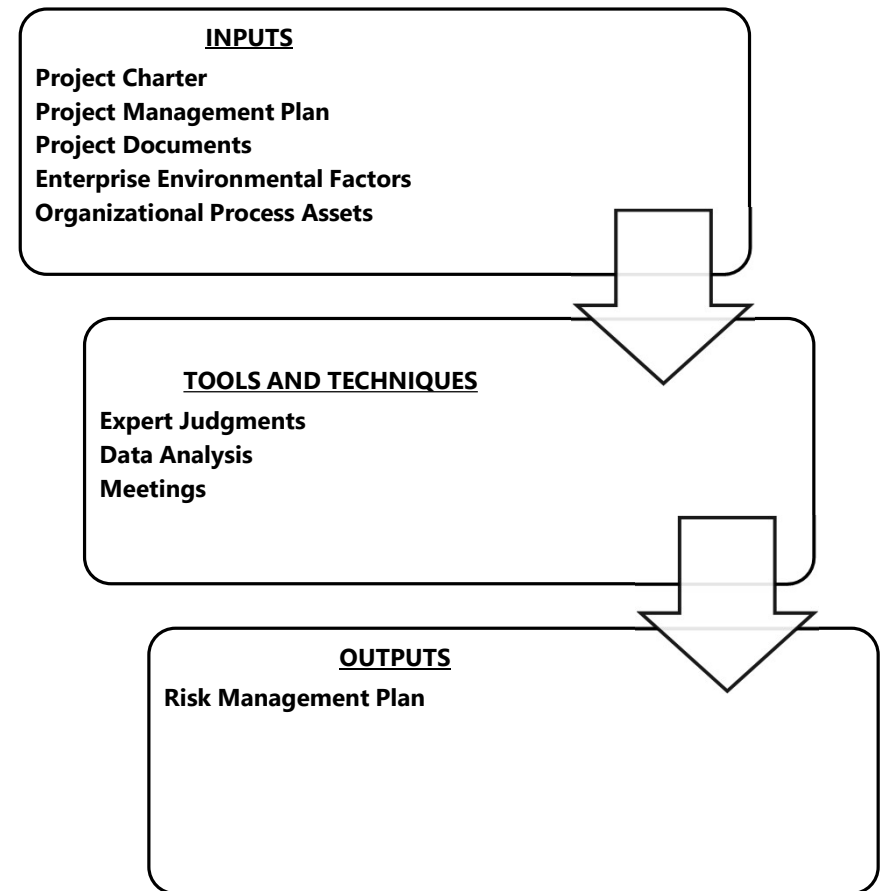 INPUTS
Project Charter
Project Management Plan
Project Documents
Enterprise Environmental Factors
Organizational Process Assets
TOOLS AND TECHNIQUES
Expert Judgments
Data Analysis
Meetings
OUTPUTS
Risk Management Plan